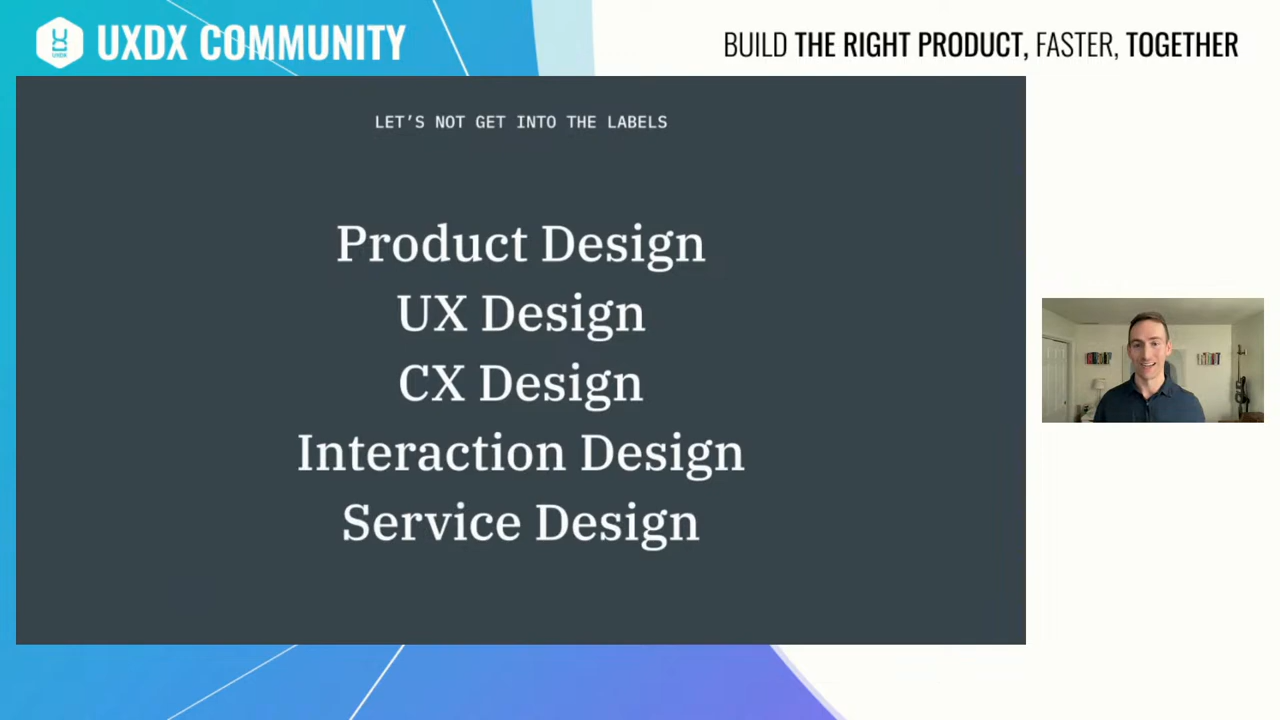 UXDX
UXDX COMMUNITY
BUILD THE RIGHT PRODUCT, FASTER, TOGETHER
LET’S NOT GET INTO THE LABELS
Product Design
UX Design
CX Design
Interaction Design
Service Design